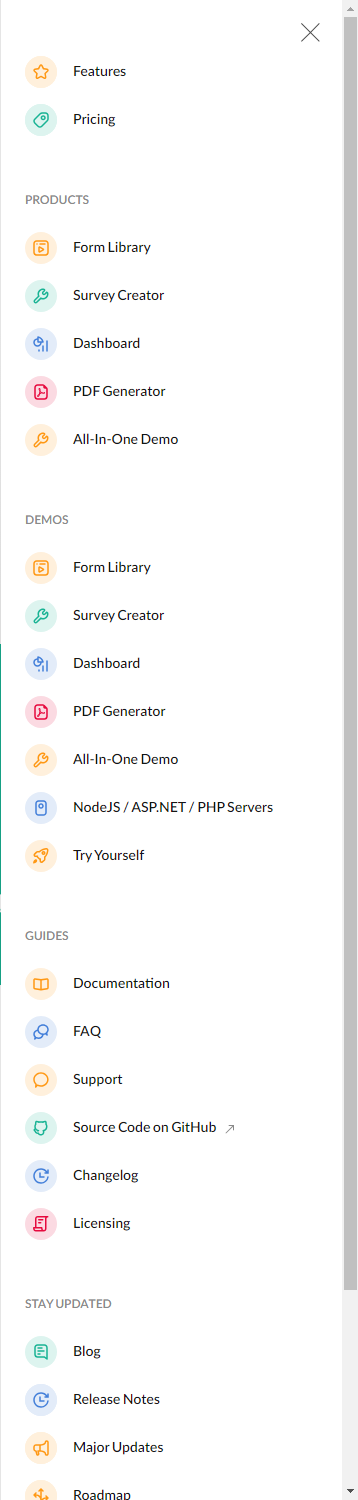 Features
Pricing
PRODUCTS
Form Library
Survey Creator
Dashboard
PDF Generator
All-In-One Demo
DEMOS
Form Library
Survey Creator
Dashboard
PDF Generator
All-In-One Demo
NodeJS / ASP.NET / PHP Servers
Try Yourself
GUIDES
Documentation
FAQ
Support
Source Code on GitHub
Changelog
Licensing
STAY UPDATED
Blog
Release Notes
Major Updates
Roadmap